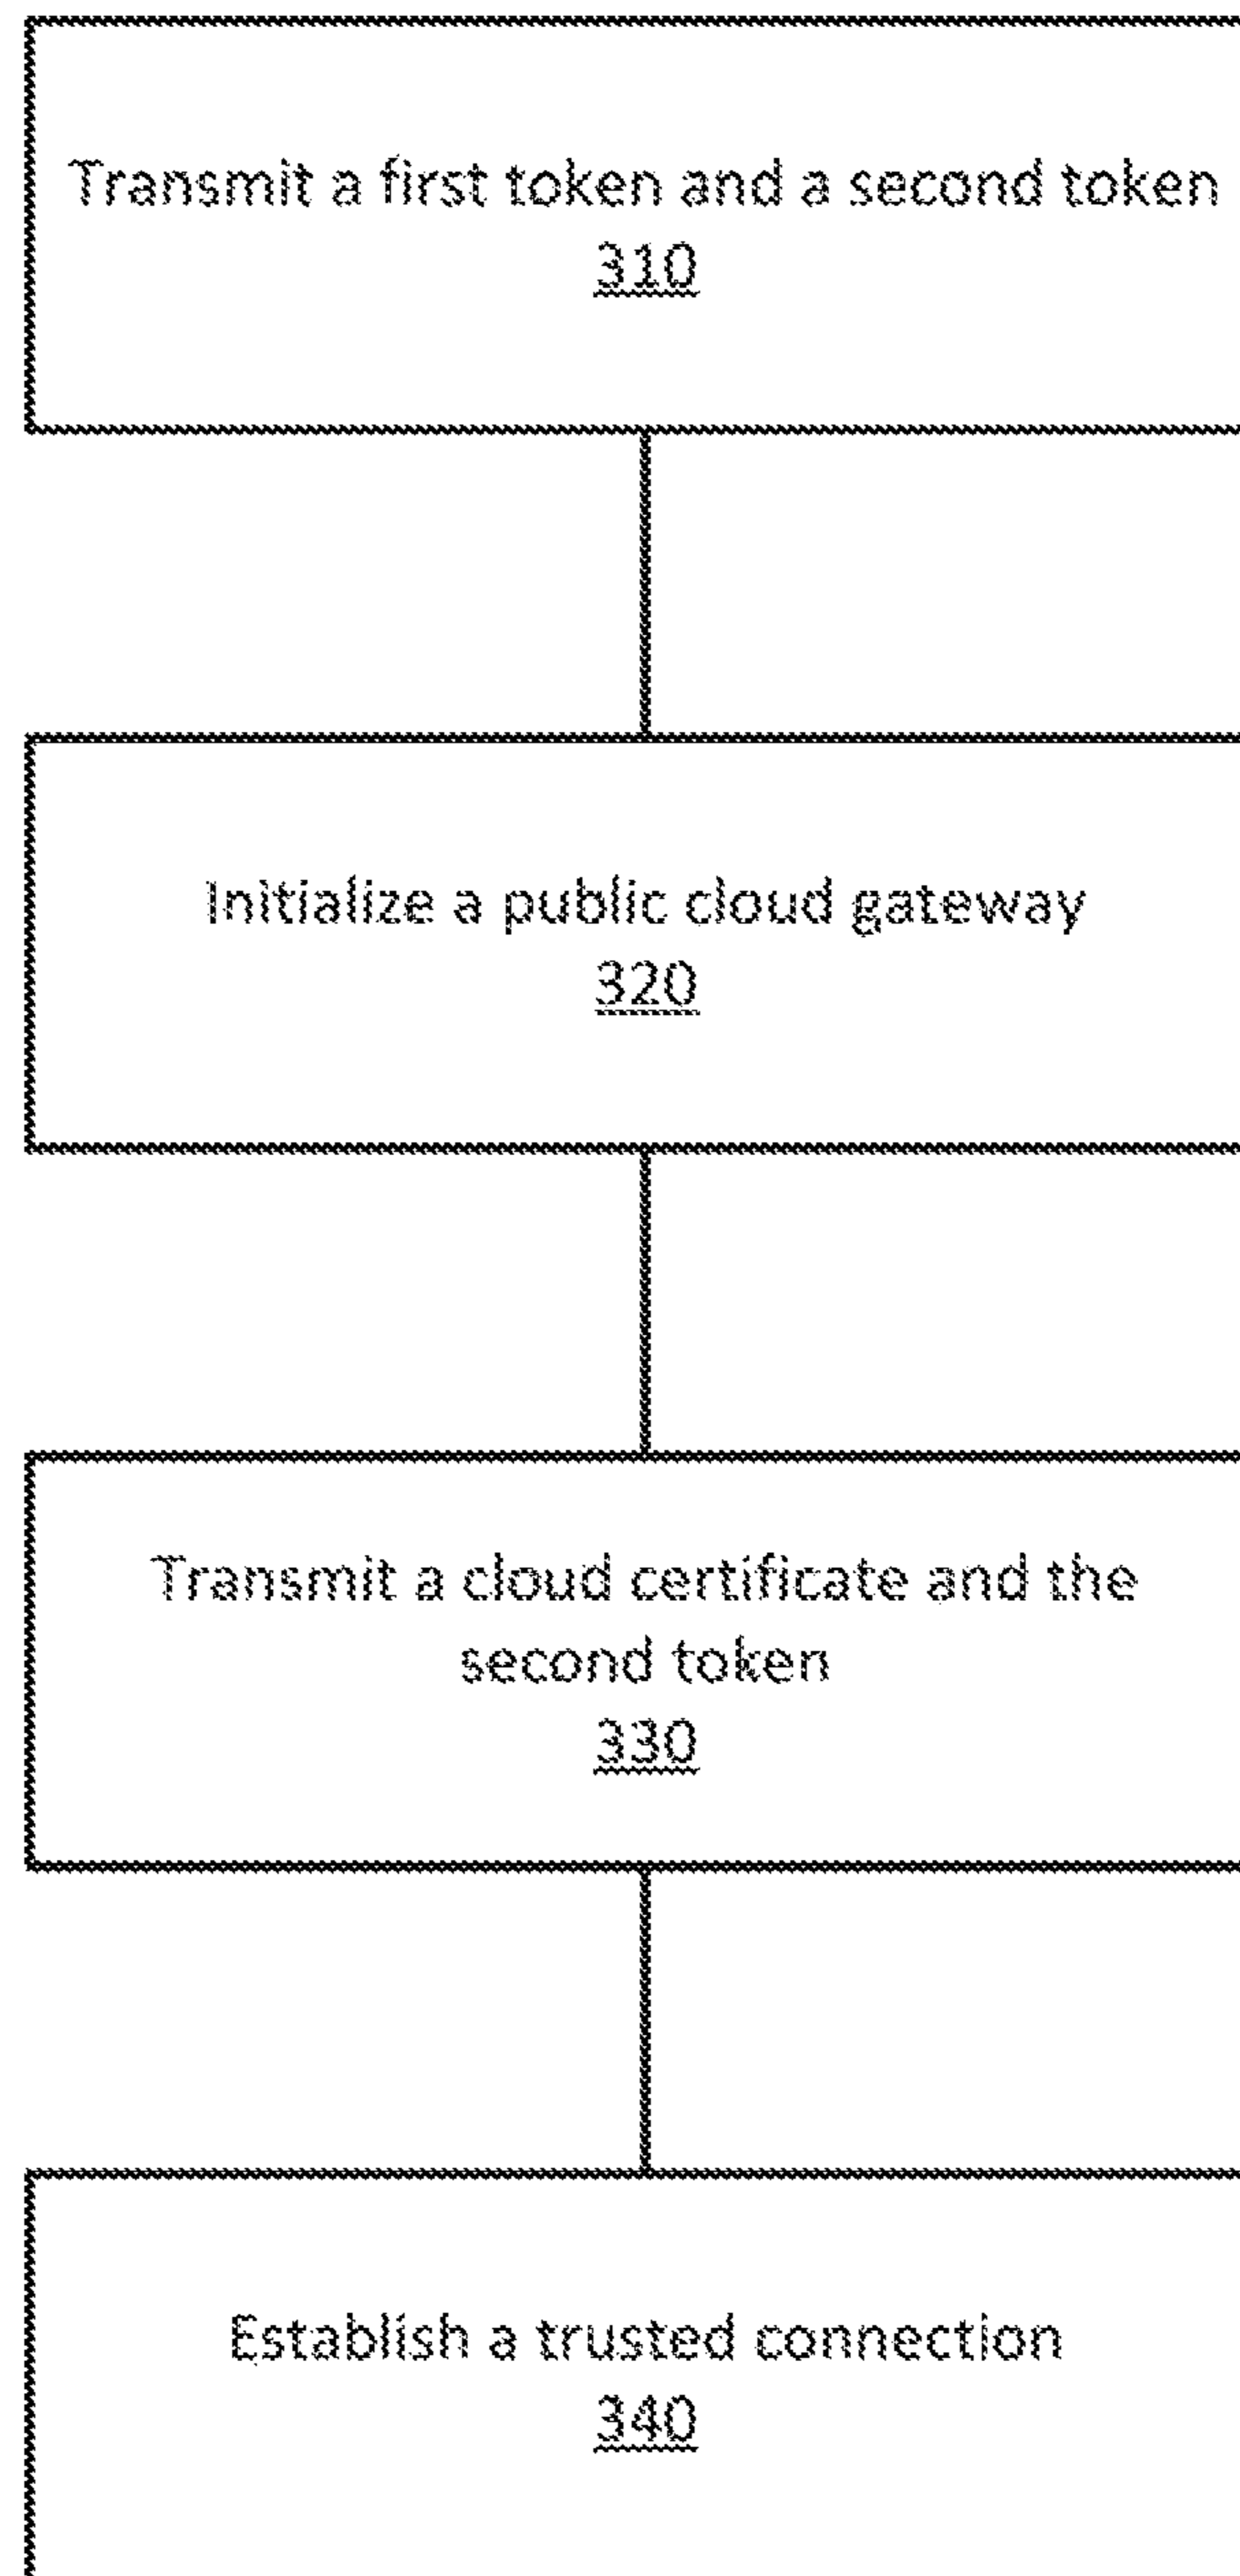 Transmit a first token and a second token
310
Initialize a public cloud gateway
320
Transmit a cloud certificate and the
second token
330
Establish a trusted connection
340